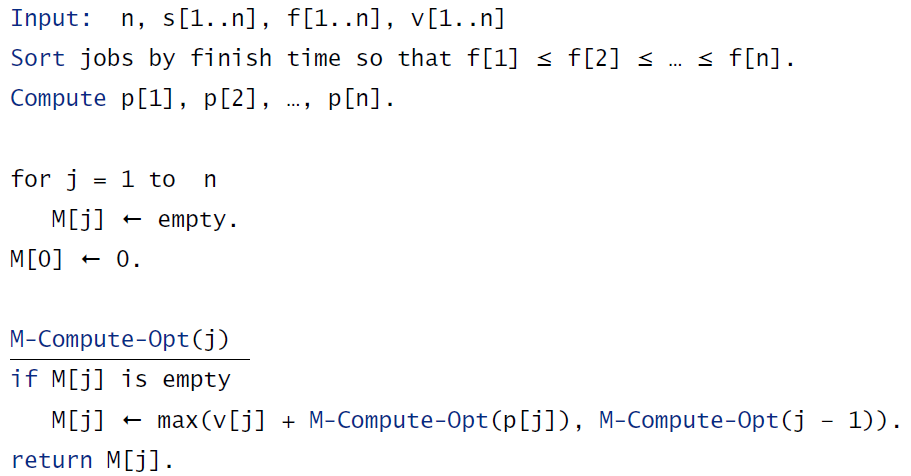 Input:  n, s[1..n], f[1..n], v[1..n]
Sort jobs by finish time so that f[1] ≤ f[2] ≤ … ≤ f[n].
Compute p[1], p[2], …, p[n].
for j = 1 to  n
   M[j] ← empty.
M[0] ← 0.
M-Compute-Opt(j)
if M[j] is empty
   M[j] ← max(v[j] + M-Compute-Opt(p[j]), M-Compute-Opt(j – 1)).
return M[j].